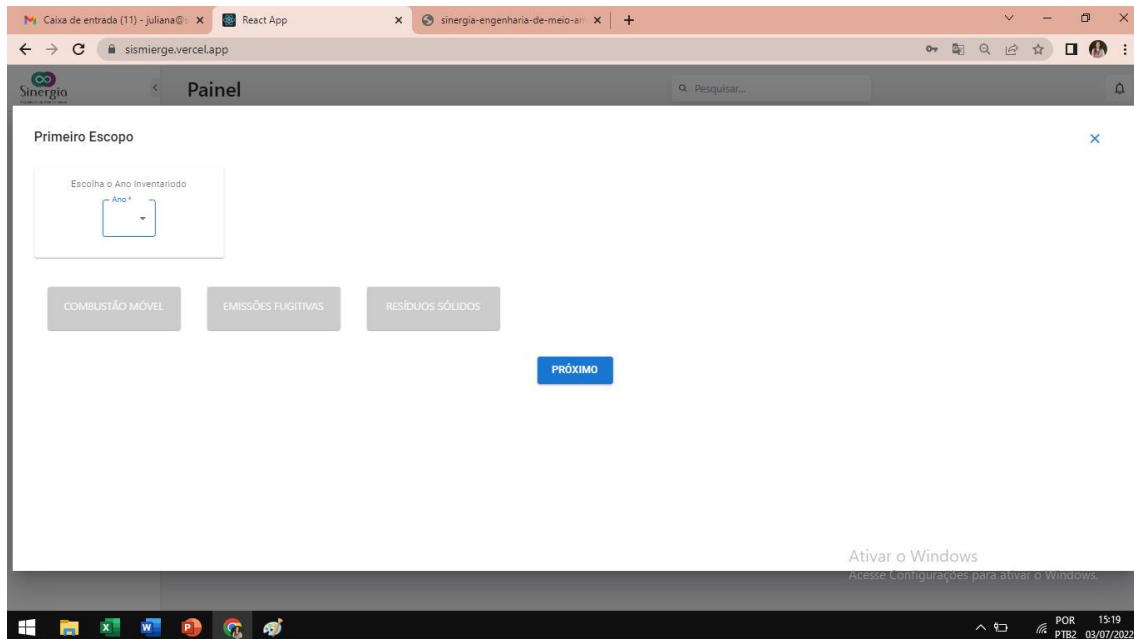 Caixa de entrada (11) - juliana@s
React App
sinergia-engenharia-de-meio-am
sismierge.vercel.app
Sinergia
Painel
Pesquisar...
Primeiro Escopo
Escolha o Ano Inventariodo
Ano *
COMBUSTÃO MÓVEL
EMISSÕES FUGITIVAS
RESÍDUOS SÓLIDOS
PRÓXIMO
Ativar o Windows
Acesse Configurações para ativar o Windows.
POR
15:19
PTB2
03/07/2022